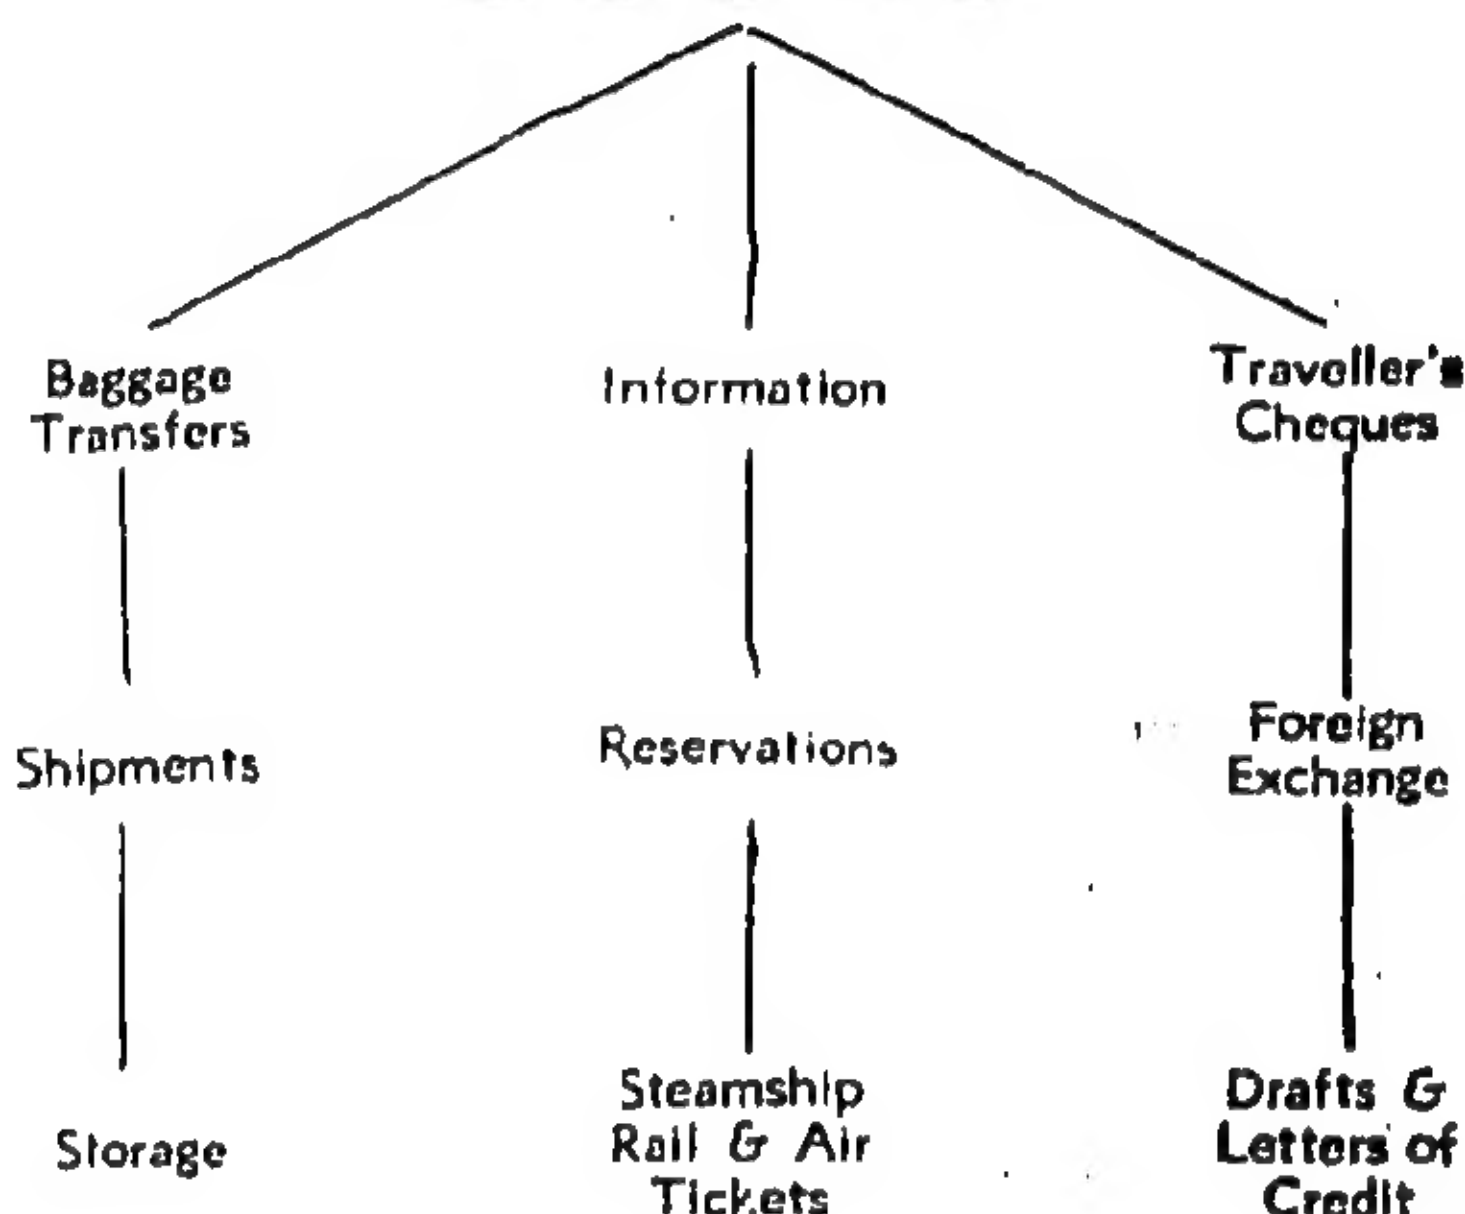 Baggage
Transfers
Information
Traveller's
Cheques
Shipments
Reservations
Foreign
Exchange
Storage
Steamship
Rail & Air
Tickets
Drafts &
Letters of
Credit